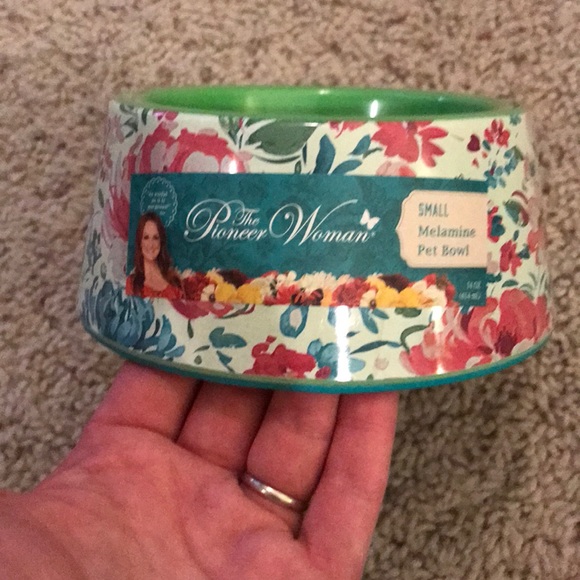 The
Pioneer Woman
SMALL
Melamine
Pet Bowl